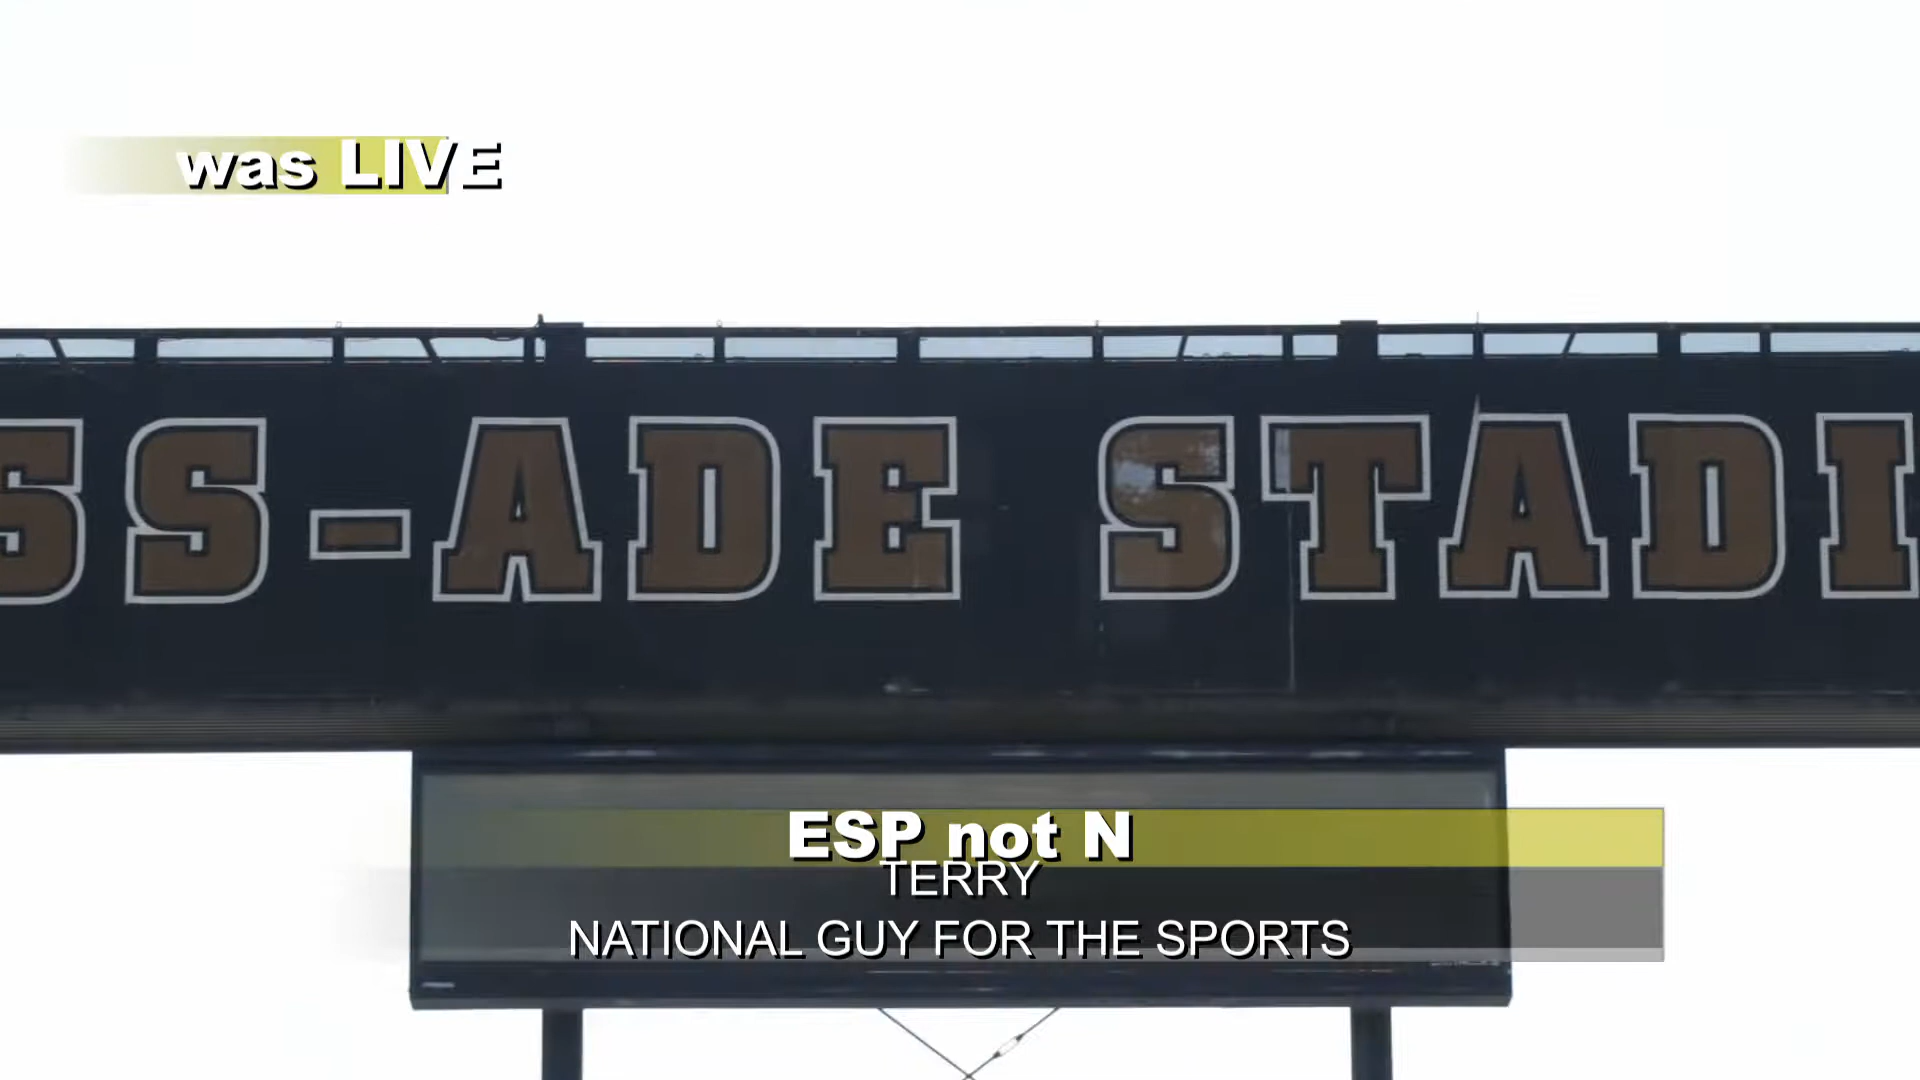 was LIVE
SS-ADE STADI
ESP not N
TERRY
NATIONAL GUY FOR THE SPORTS